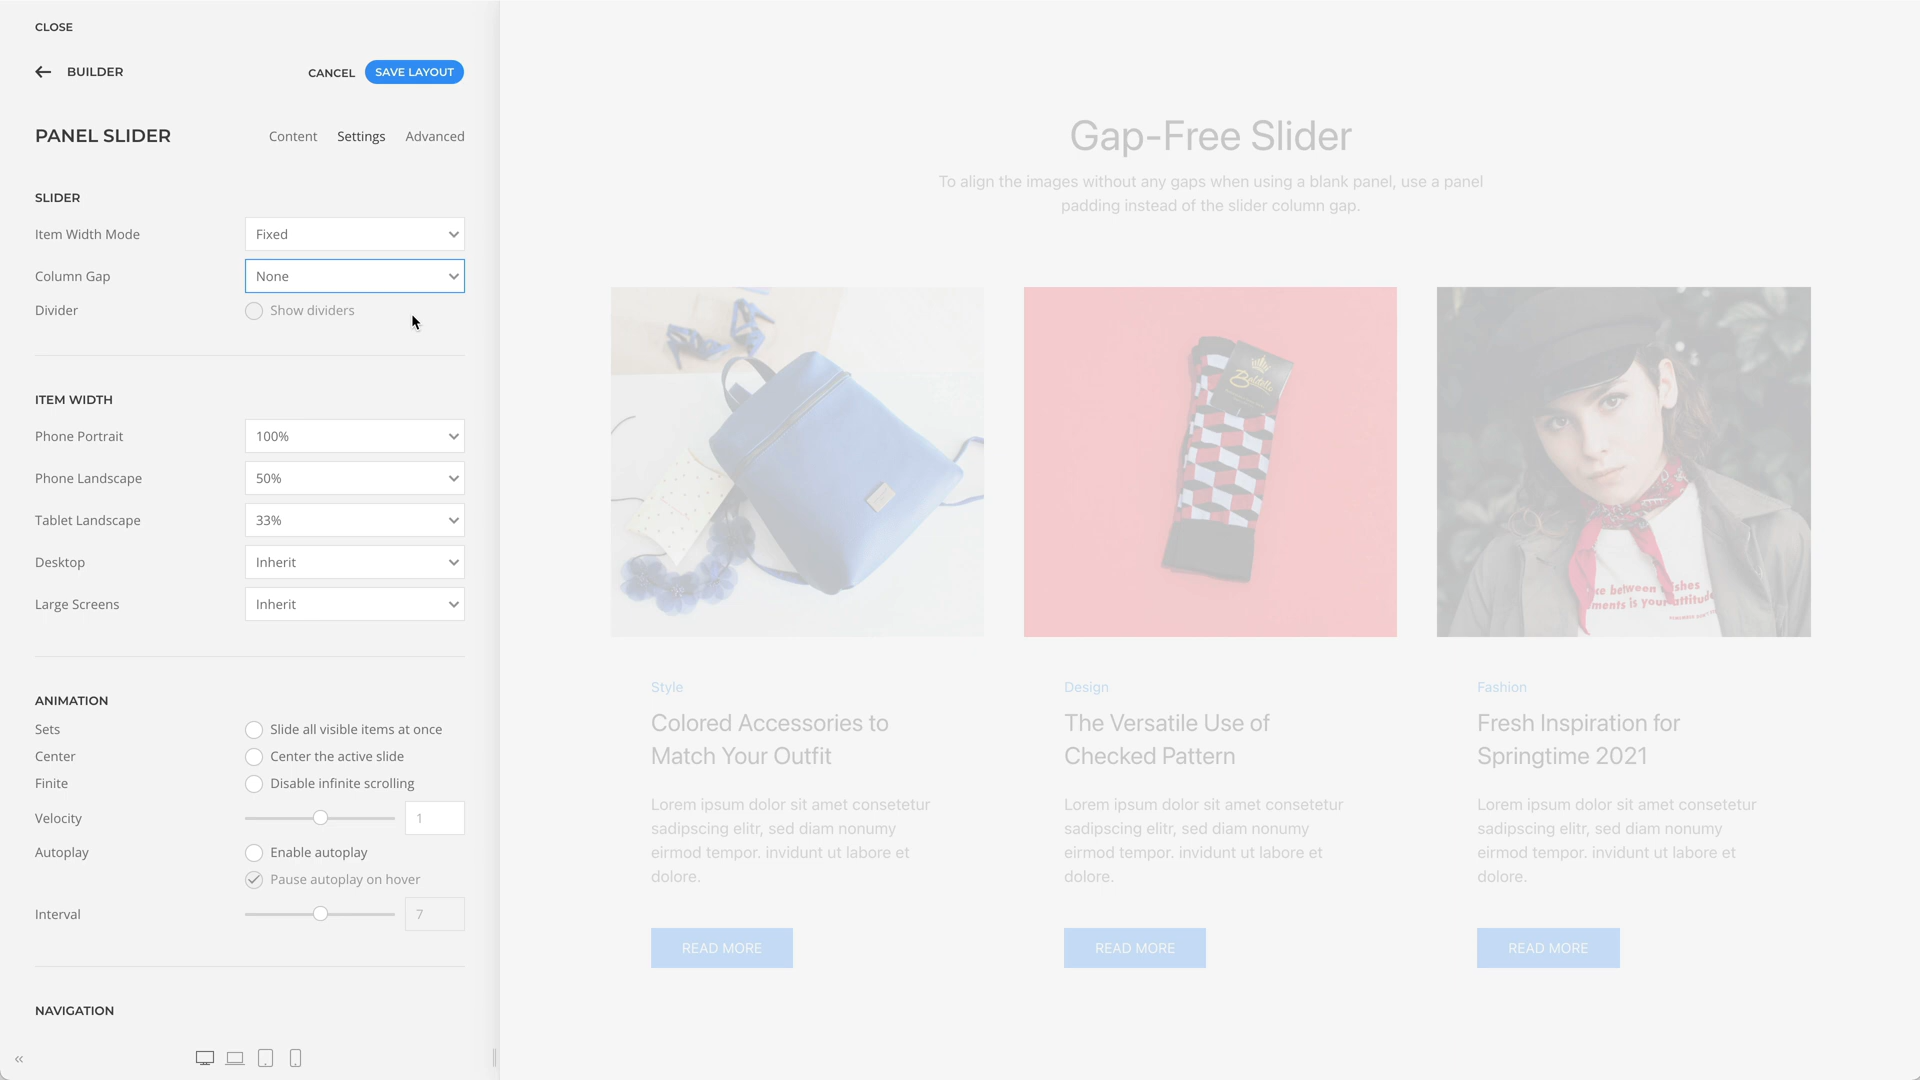 CLOSE
BUILDER
CANCEL
SAVE LAYOUT
PANEL SLIDER
Content
Settings
Advanced
SLIDER
Item Width Mode
Fixed
Column Gap
None
Divider
Show dividers
ITEM WIDTH
Phone Portrait
100%
Phone Landscape
50%
Tablet Landscape
33%
Desktop
Inherit
Large Screens
Inherit
ANIMATION
Sets
Slide all visible items at once
Center
Center the active slide
Finite
Disable infinite scrolling
Velocity
1
Autoplay
Enable autoplay
Pause autoplay on hover
Interval
7
NAVIGATION
Gap-Free Slider
To align the images without any gaps when using a blank panel, use a panel
padding instead of the slider column gap.
Style
Colored Accessories to
Match Your Outfit
Lorem ipsum dolor sit amet consetetur
sadipscing elitr, sed diam nonumy
eirmod tempor. invidunt ut labore et
dolore.
READ MORE
Design
The Versatile Use of
Checked Pattern
Lorem ipsum dolor sit amet consetetur
sadipscing elitr, sed diam nonumy
eirmod tempor. invidunt ut labore et
dolore.
READ MORE
between
your attitude
Fashion
Fresh Inspiration for
Springtime 2021
Lorem ipsum dolor sit amet consetetur
sadipscing elitr, sed diam nonumy
eirmod tempor. invidunt ut labore et
dolore.
READ MORE